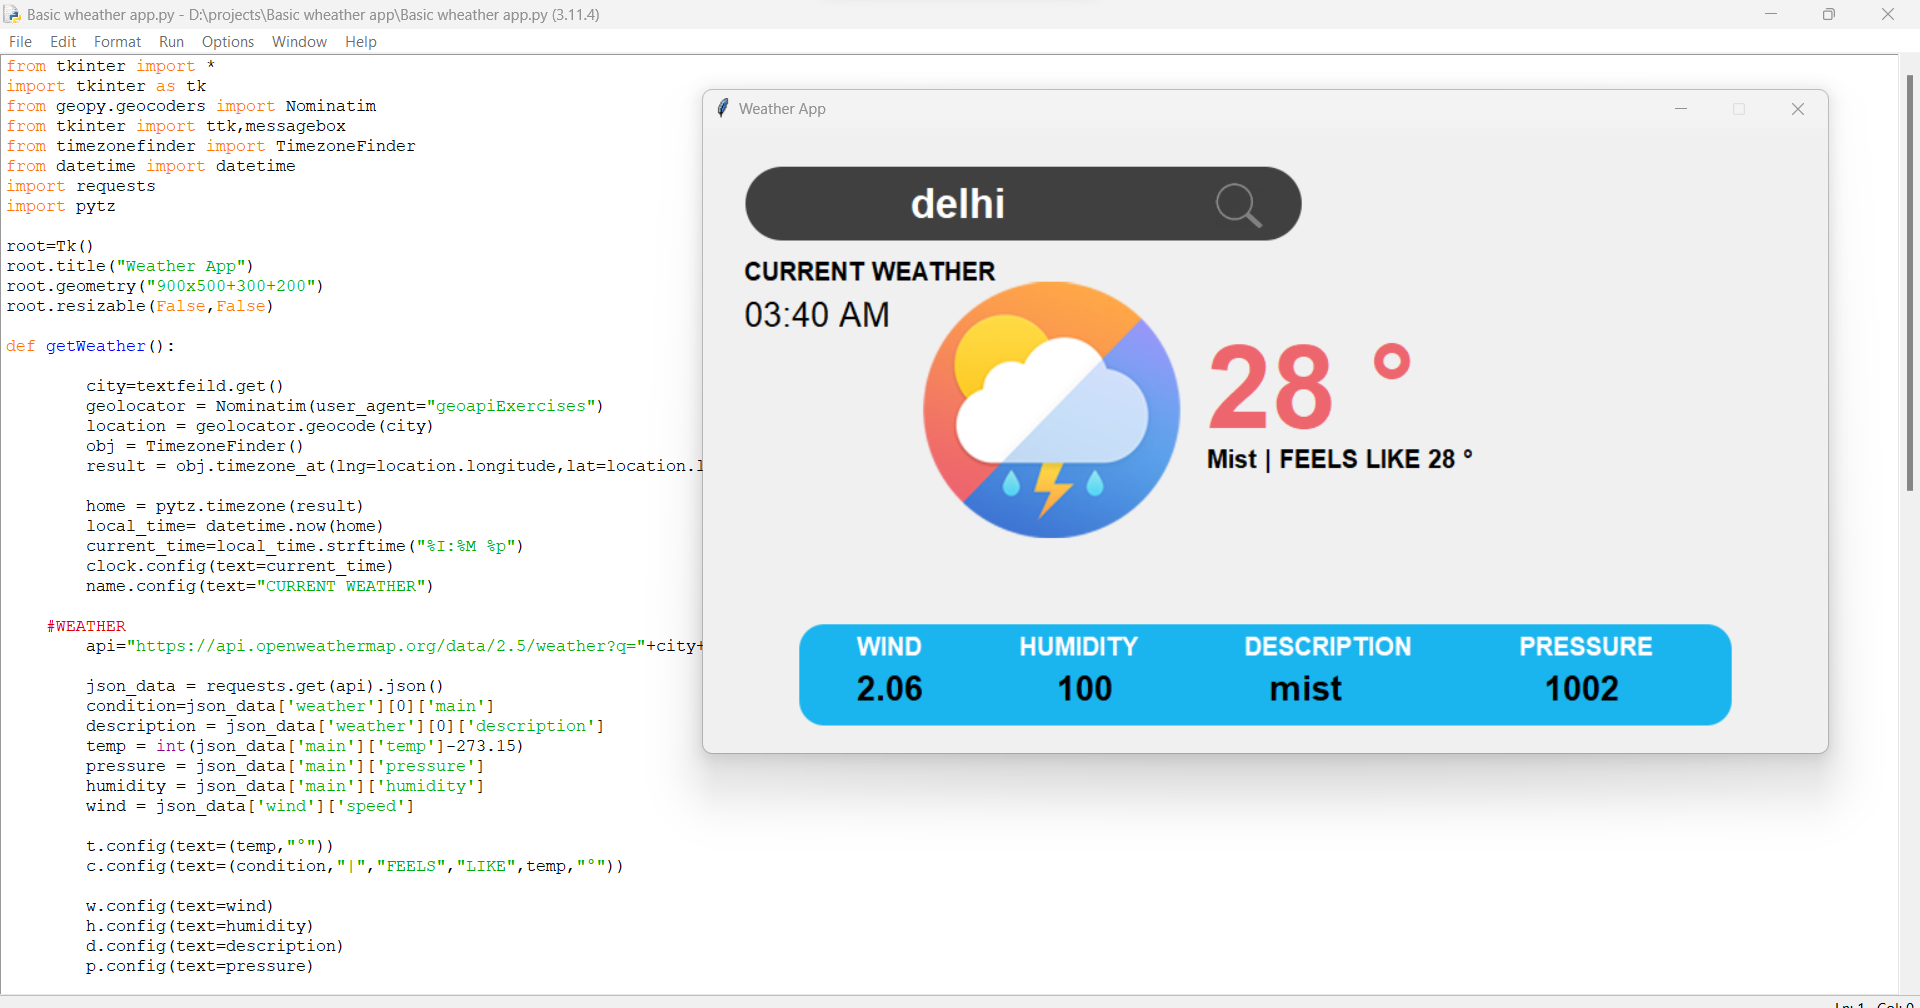 Basic wheather app.py - D:\projects\Basic wheather app\Basic wheather app.py (3.11.4)
File Edit Format Run Options Window Help
from tkinter import *
import tkinter as tk
from geopy.geocoders import Nominatim
from tkinter import ttk,messagebox
from timezonefinder import TimezoneFinder
from datetime import datetime
import requests
import pytz
root=Tk()
root.title("Weather App")
root.geometry("900x500+300+200")
root.resizable(False,False)
def getWeather():
city=textfeild.get()
geolocator = Nominatim(user_agent="geoapiExercises")
location = geolocator.geocode(city)
obj = TimezoneFinder()
result = obj.timezone_at(lng=location.longitude,lat=location.l
home = pytz.timezone(result)
local_time= datetime.now(home)
current_time=local_time.strftime("%I:%M %p")
clock.config(text=current_time)
name.config(text="CURRENT WEATHER")
#WEATHER
api="https://api.openweathermap.org/data/2.5/weather?q="+city+
json_data = requests.get(api).json()
condition=json_data['weather'][0]['main']
description = json_data['weather'][0]['description']
temp = int(json_data['main']['temp']-273.15)
pressure = json_data['main']['pressure']
humidity = json_data['main']['humidity']
wind = json_data['wind']['speed']
t.config(text=(temp,"°"))
c.config(text=(condition,"|","FEELS","LIKE",temp,"°"))
w.config(text=wind)
h.config(text=humidity)
d.config(text=description)
p.config(text=pressure)
Weather App
delhi
CURRENT WEATHER
03:40 AM
28 °
Mist | FEELS LIKE 28 °
WIND HUMIDITY DESCRIPTION PRESSURE
2.06 100 mist 1002